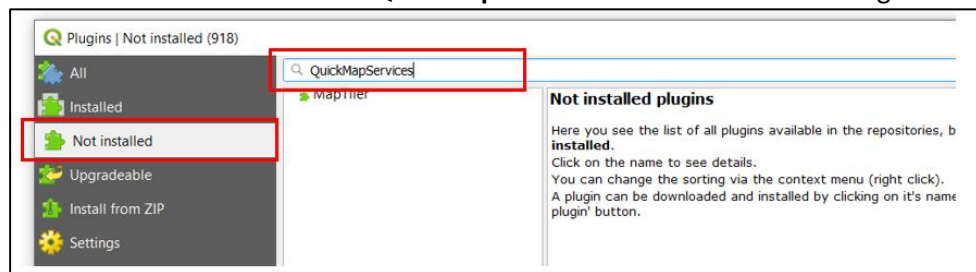 Plugins | Not installed (918)
All
QuickMapServices
MapTiler
Installed
Not installed plugins
Here you see the list of all plugins available in the repositories, b
installed.
Not installed
Click on the name to see details.
Upgradeable
You can change the sorting via the context menu (right click).
A plugin can be downloaded and installed by clicking on it's name
plugin' button.
Install from ZIP
Settings